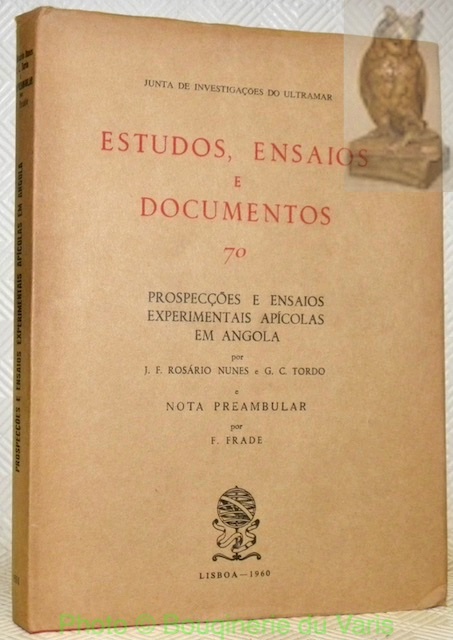 JUNTA DE INVESTIGAÇÕES DO ULTRAMAR
ESTUDOS, ENSAIOS
E
DOCUMENTOS
70
PROSPECÇÕES E ENSAIOS
EXPERIMENTAIS APÍCOLAS
EM ANGOLA
por
J. F. ROSÁRIO NUNES e G. C. TORDO
e
NOTA PREAMBULAR
por
F. FRADE
LISBOA — 1960
PROSPECÇÕES E ENSAIOS EXPERIMENTAIS APÍCOLAS EM ANGOLA
Photo © Bouquinerie du Varis